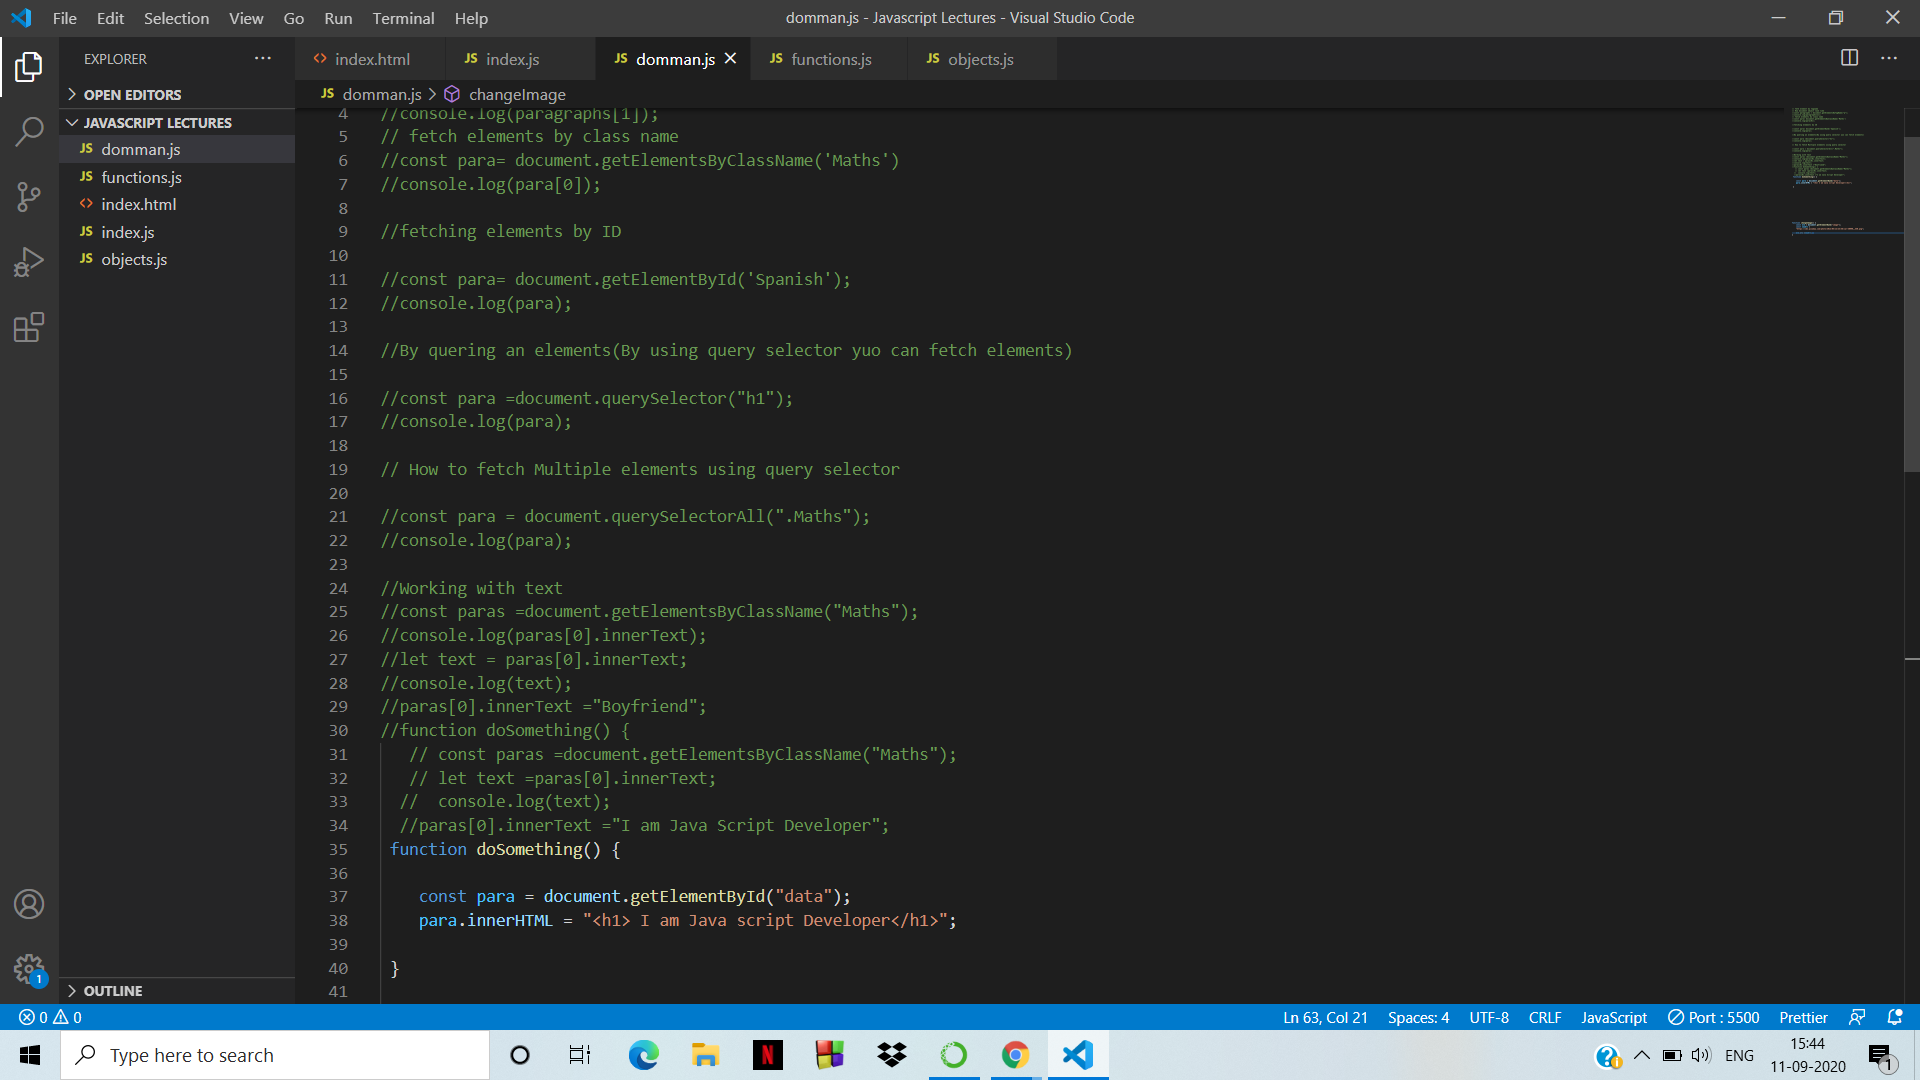 File Edit Selection View Go Run Terminal Help
domman.js - Javascript Lectures - Visual Studio Code
EXPLORER
index.html
JS index.js
JS domman.js
JS functions.js
JS objects.js
OPEN EDITORS
JS domman.js > changeImage
JAVASCRIPT LECTURES
JS domman.js
JS functions.js
index.html
JS index.js
JS objects.js
4 //console.log(paragraphs[1]);
5 // fetch elements by class name
6 //const para= document.getElementsByClassName('Maths')
7 //console.log(para[0]);
8
9 //fetching elements by ID
10
11 //const para= document.getElementById('Spanish');
12 //console.log(para);
13
14 //By quering an elements(By using query selector yuo can fetch elements)
15
16 //const para =document.querySelector("h1");
17 //console.log(para);
18
19 // How to fetch Multiple elements using query selector
20
21 //const para = document.querySelectorAll(".Maths");
22 //console.log(para);
23
24 //Working with text
25 //const paras =document.getElementsByClassName("Maths");
26 //console.log(paras[0].innerText);
27 //let text = paras[0].innerText;
28 //console.log(text);
29 //paras[0].innerText ="Boyfriend";
30 //function doSomething() {
31 // const paras =document.getElementsByClassName("Maths");
32 // let text =paras[0].innerText;
33 //  console.log(text);
34 //paras[0].innerText ="I am Java Script Developer";
35 function doSomething() {
36
37 const para = document.getElementById("data");
38 para.innerHTML = "<h1> I am Java script Developer</h1>";
39
40 }
41
OUTLINE
1
0 0
Ln 63, Col 21 Spaces: 4 UTF-8 CRLF JavaScript Port : 5500 Prettier
Type here to search
N
ENG
15:44
11-09-2020
1